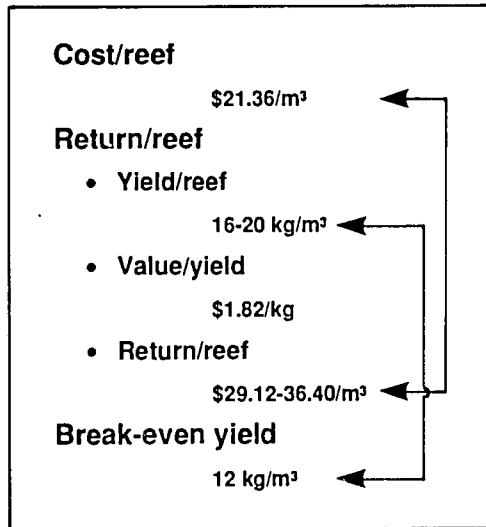 Cost/reef
$21.36/m³
Return/reef
• Yield/reef
16-20 kg/m³
• Value/yield
$1.82/kg
• Return/reef
$29.12-36.40/m³
Break-even yield
12 kg/m³